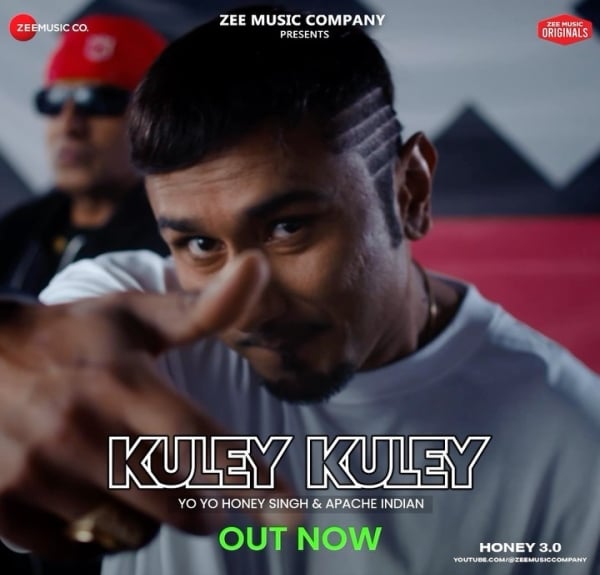 ZEEMUSIC CO.
ZEE MUSIC COMPANY
PRESENTS
ZEE MUSIC
ORIGINALS
KULEY KULEY
YO YO HONEY SINGH & APACHE INDIAN
OUT NOW
HONEY 3.0
YOUTUBE.COM/@ZEEMUSICCOMPANY